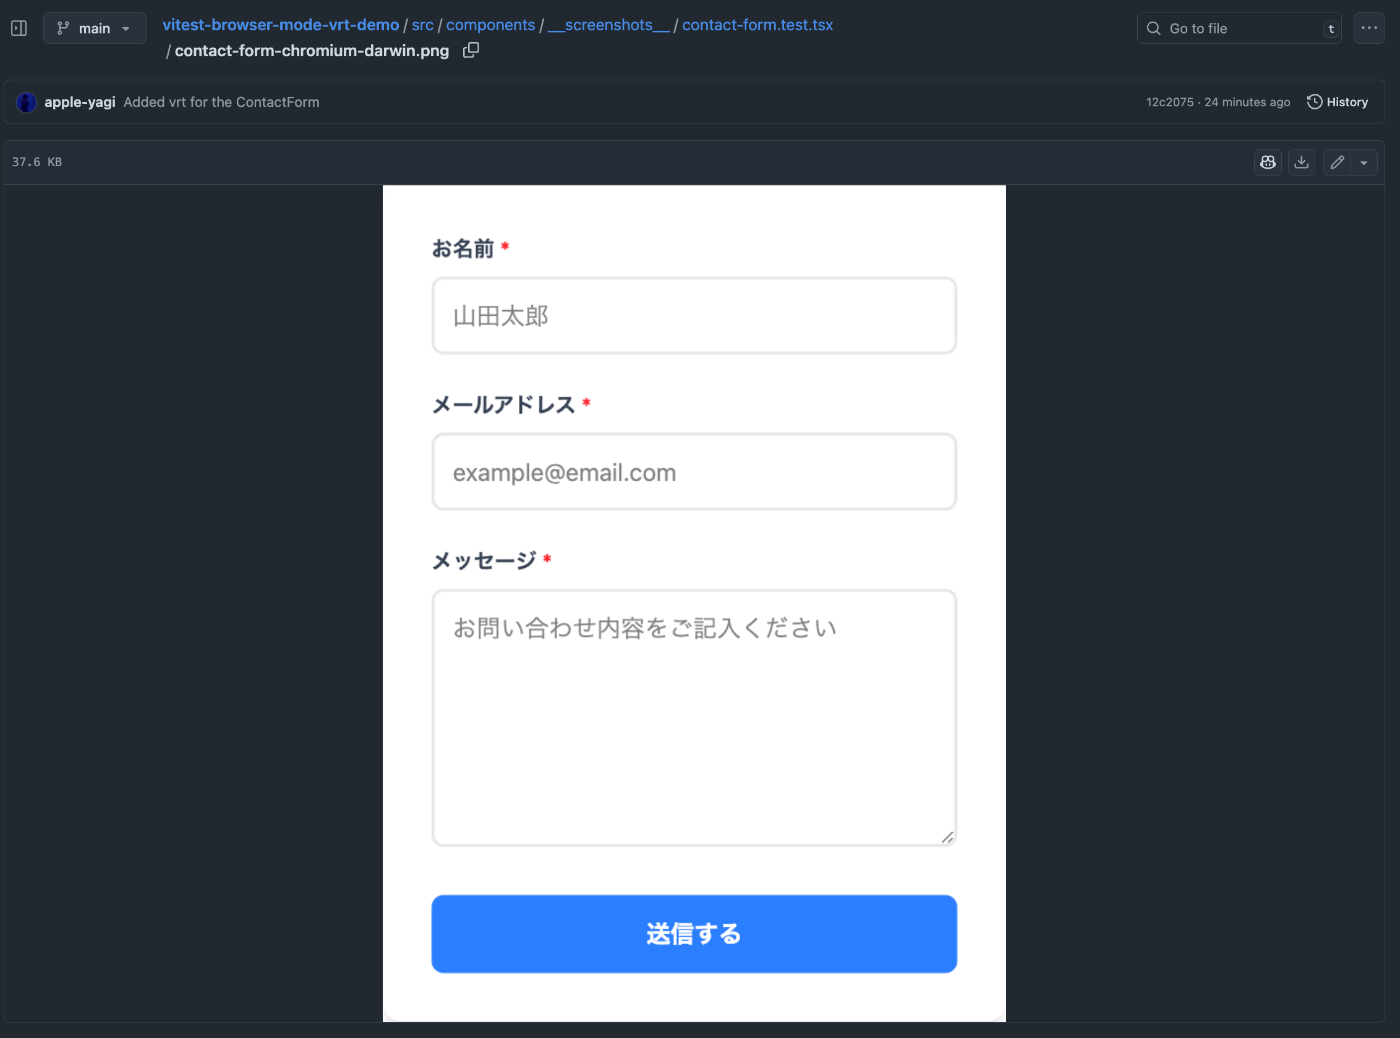 main
vitest-browser-mode-vrt-demo / src / components / __screenshots__ / contact-form.test.tsx
/ contact-form-chromium-darwin.png
Go to file
t
apple-yagi Added vrt for the ContactForm
12c2075 · 24 minutes ago
History
37.6 KB
お名前 *
山田太郎
メールアドレス *
example@email.com
メッセージ *
お問い合わせ内容をご記入ください
送信する